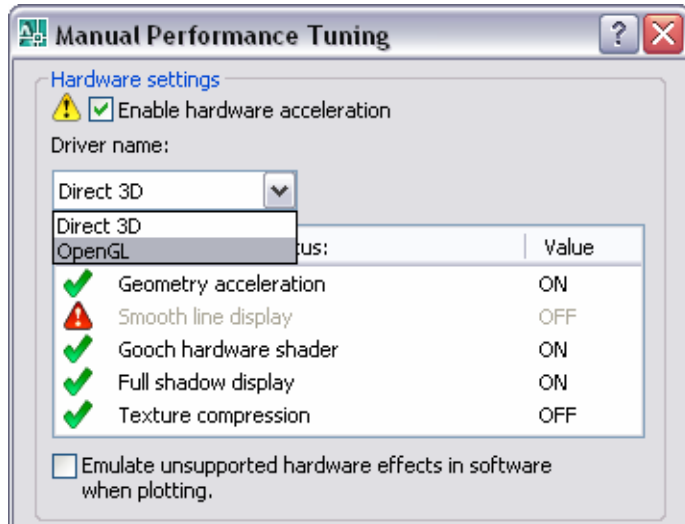 Manual Performance Tuning
Hardware settings
Enable hardware acceleration
Driver name:
Direct 3D
Direct 3D
OpenGL
tus: Value
Geometry acceleration ON
Smooth line display OFF
Gooch hardware shader ON
Full shadow display ON
Texture compression OFF
Emulate unsupported hardware effects in software
when plotting.